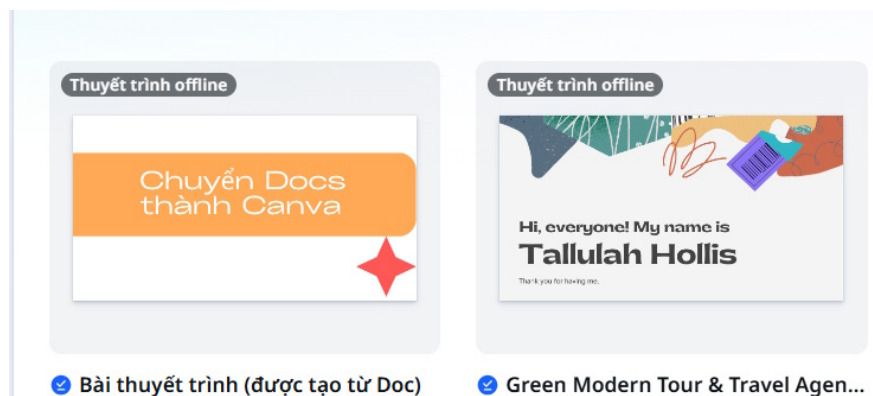 Thuyết trình offline
Chuyển Docs
thành Canva
Bài thuyết trình (được tạo từ Doc)
Thuyết trình offline
Hi, everyone! My name is
Tallulah Hollis
Thank you for having me.
Green Modern Tour & Travel Agen...